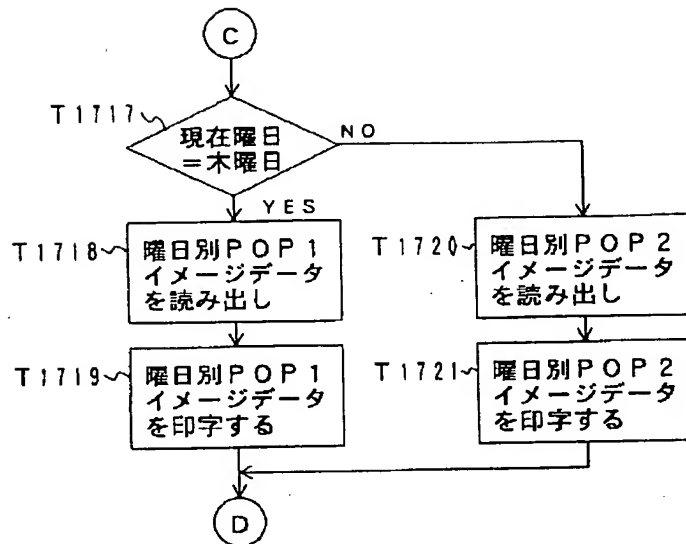 C
T1717
現在曜日
=木曜日
NO
YES
T1718
曜日別POP1
イメージデータ
を読み出し
T1720
曜日別POP2
イメージデータ
を読み出し
T1719
曜日別POP1
イメージデータ
を印字する
T1721
曜日別POP2
イメージデータ
を印字する
D